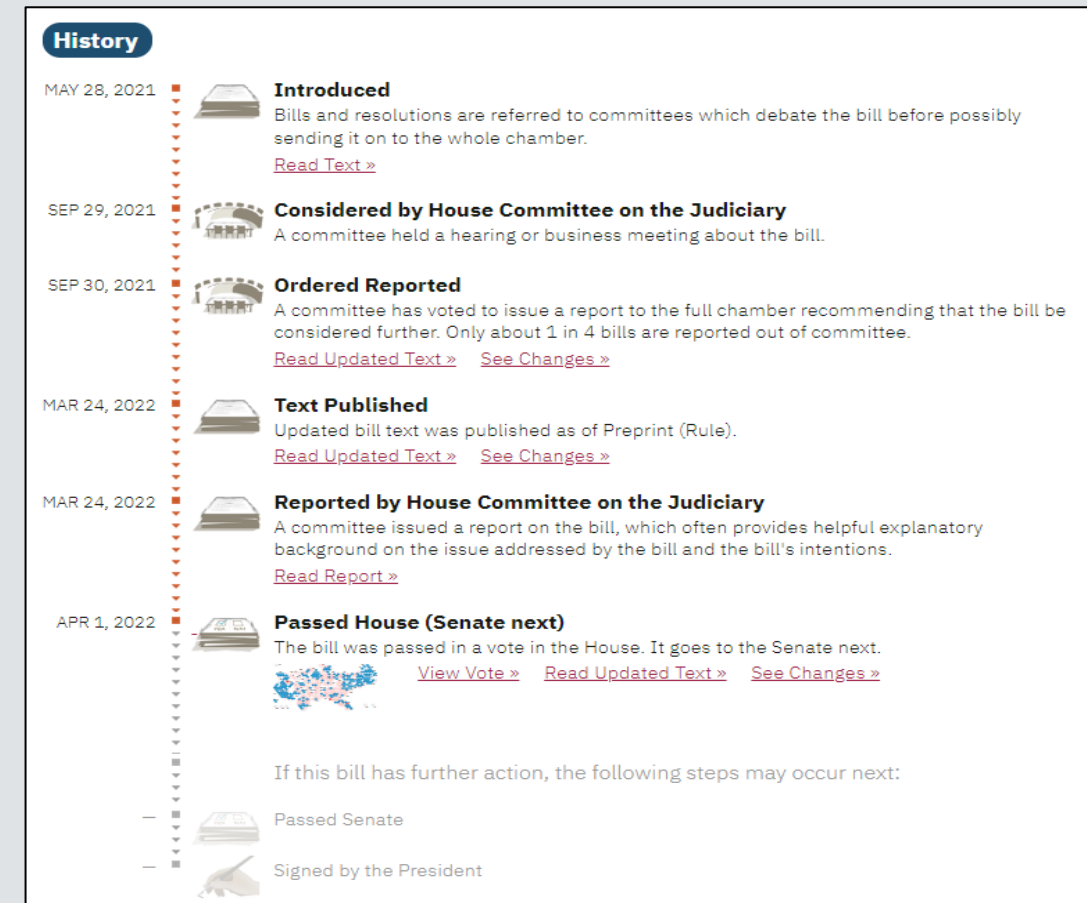 History
MAY 28, 2021
Introduced
Bills and resolutions are referred to committees which debate the bill before possibly
sending it on to the whole chamber.
Read Text »
SEP 29, 2021
Considered by House Committee on the Judiciary
A committee held a hearing or business meeting about the bill.
SEP 30, 2021
Ordered Reported
A committee has voted to issue a report to the full chamber recommending that the bill be
considered further. Only about 1 in 4 bills are reported out of committee.
Read Updated Text » See Changes »
MAR 24, 2022
Text Published
Updated bill text was published as of Preprint (Rule).
Read Updated Text » See Changes »
MAR 24, 2022
Reported by House Committee on the Judiciary
A committee issued a report on the bill, which often provides helpful explanatory
background on the issue addressed by the bill and the bill's intentions.
Read Report »
APR 1, 2022
Passed House (Senate next)
The bill was passed in a vote in the House. It goes to the Senate next.
View Vote » Read Updated Text » See Changes »
If this bill has further action, the following steps may occur next:
— Passed Senate
— Signed by the President